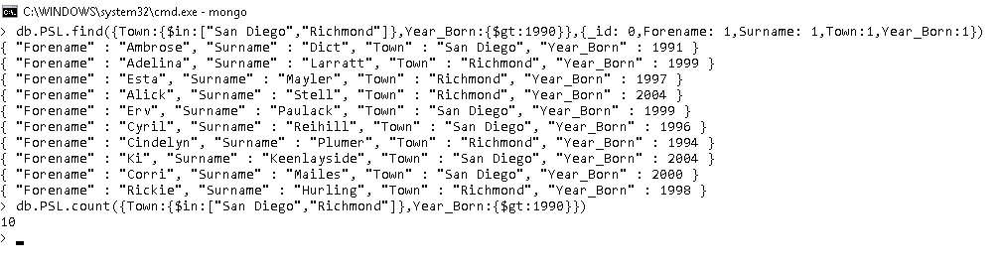 C:\WINDOWS\system32\cmd.exe - mongo
> db.PSL.find({Town:{$in:["San Diego","Richmond"]},Year_Born:{$gt:1990}},{_id: 0,Forename: 1,Surname: 1,Town:1,Year_Born:1})
{ "Forename" : "Ambrose", "Surname" : "Dict", "Town" : "San Diego", "Year_Born" : 1991 }
{ "Forename" : "Adelina", "Surname" : "Larratt", "Town" : "Richmond", "Year_Born" : 1999 }
{ "Forename" : "Esta", "Surname" : "Mayler", "Town" : "Richmond", "Year_Born" : 1997 }
{ "Forename" : "Alick", "Surname" : "Stell", "Town" : "Richmond", "Year_Born" : 2004 }
{ "Forename" : "Erv", "Surname" : "Paulack", "Town" : "San Diego", "Year_Born" : 1999 }
{ "Forename" : "Cyril", "Surname" : "Reihill", "Town" : "San Diego", "Year_Born" : 1996 }
{ "Forename" : "Cindelyn", "Surname" : "Plumer", "Town" : "Richmond", "Year_Born" : 1994 }
{ "Forename" : "Ki", "Surname" : "Keenlayside", "Town" : "San Diego", "Year_Born" : 2004 }
{ "Forename" : "Corri", "Surname" : "Mailes", "Town" : "San Diego", "Year_Born" : 2000 }
{ "Forename" : "Rickie", "Surname" : "Hurling", "Town" : "Richmond", "Year_Born" : 1998 }
> db.PSL.count({Town:{$in:["San Diego","Richmond"]},Year_Born:{$gt:1990}})
10
>